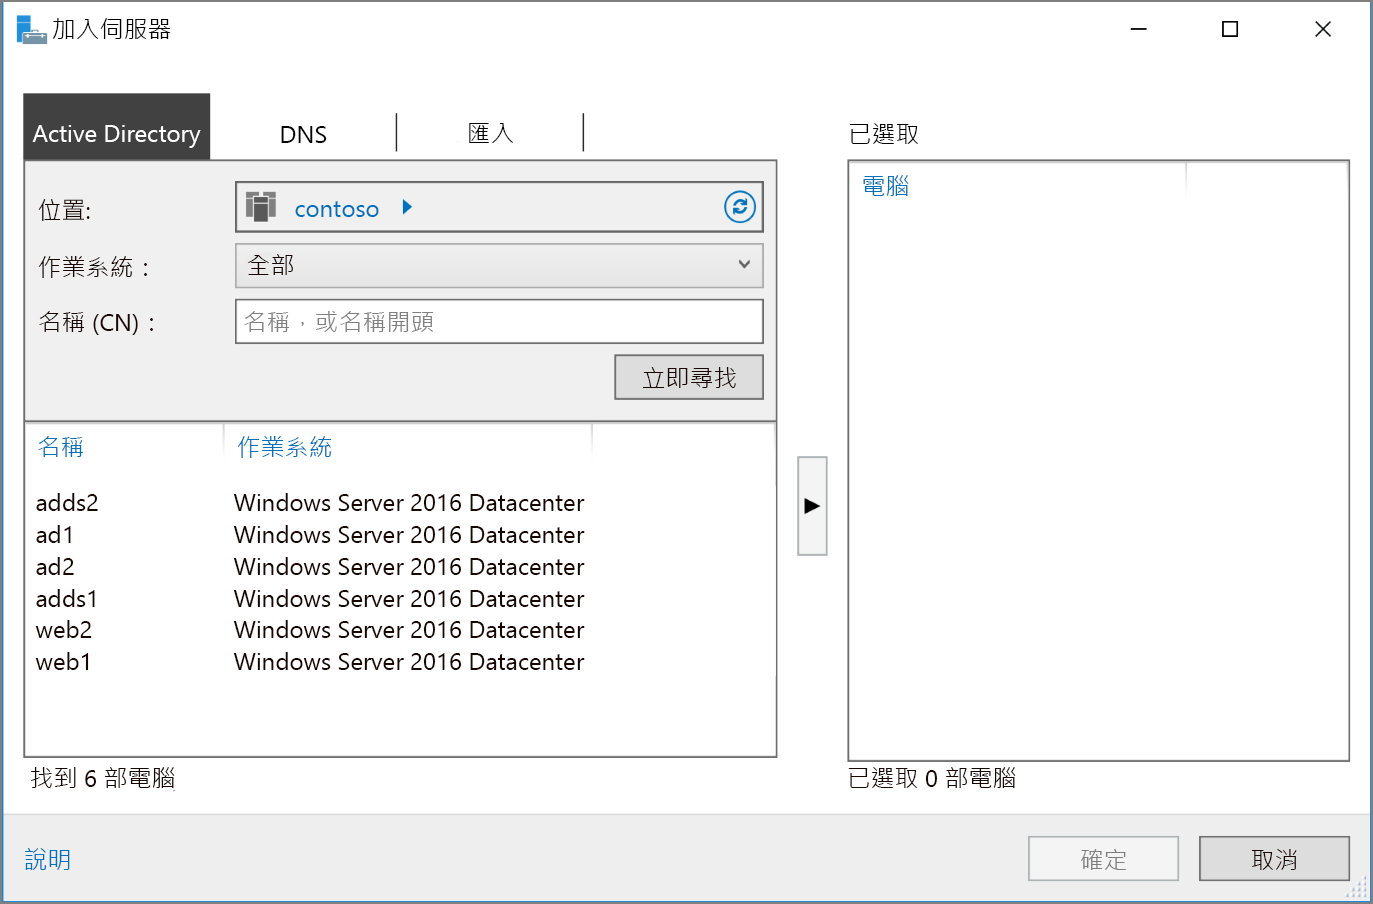 加入伺服器
Active Directory
DNS
匯入
位置:
contoso
作業系統：
全部
名稱 (CN)：
名稱，或名稱開頭
立即尋找
名稱 作業系統
adds2 Windows Server 2016 Datacenter
ad1 Windows Server 2016 Datacenter
ad2 Windows Server 2016 Datacenter
adds1 Windows Server 2016 Datacenter
web2 Windows Server 2016 Datacenter
web1 Windows Server 2016 Datacenter
找到 6 部電腦
已選取
電腦
已選取 0 部電腦
說明
確定
取消